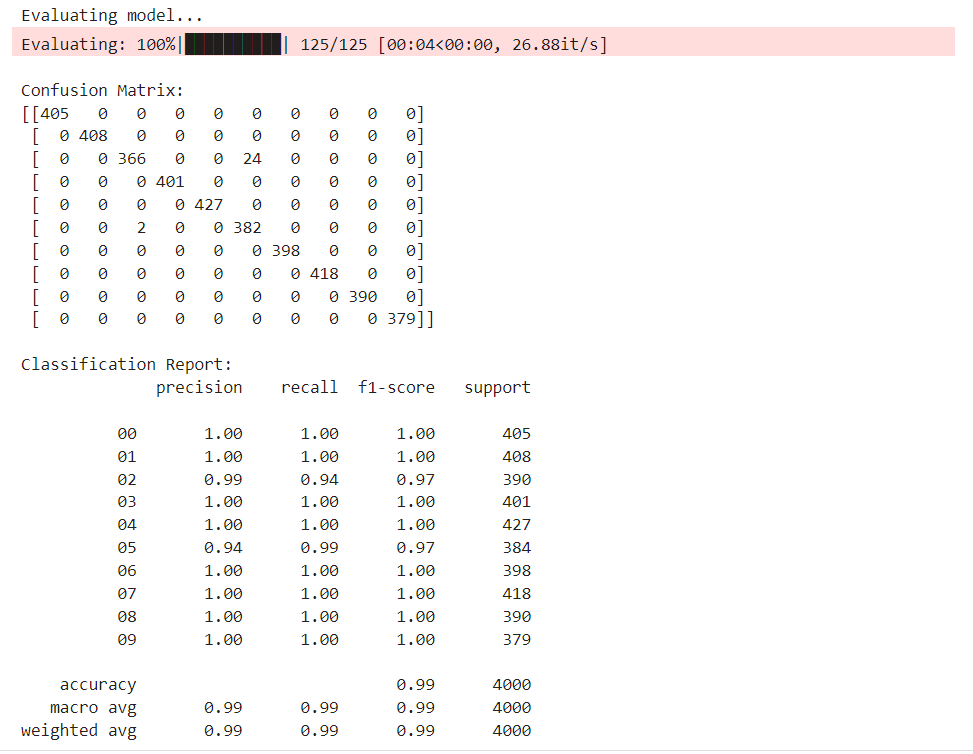 Evaluating model...
Evaluating: 100%|██████████| 125/125 [00:04<00:00, 26.88it/s]
Confusion Matrix:
[[405   0   0   0   0   0   0   0   0   0]
 [  0 408   0   0   0   0   0   0   0   0]
 [  0   0 366   0   0  24   0   0   0   0]
 [  0   0   0 401   0   0   0   0   0   0]
 [  0   0   0   0 427   0   0   0   0   0]
 [  0   0   2   0   0 382   0   0   0   0]
 [  0   0   0   0   0   0 398   0   0   0]
 [  0   0   0   0   0   0   0 418   0   0]
 [  0   0   0   0   0   0   0   0 390   0]
 [  0   0   0   0   0   0   0   0   0 379]]
Classification Report:
              precision    recall  f1-score   support
          00       1.00      1.00      1.00       405
          01       1.00      1.00      1.00       408
          02       0.99      0.94      0.97       390
          03       1.00      1.00      1.00       401
          04       1.00      1.00      1.00       427
          05       0.94      0.99      0.97       384
          06       1.00      1.00      1.00       398
          07       1.00      1.00      1.00       418
          08       1.00      1.00      1.00       390
          09       1.00      1.00      1.00       379
    accuracy                           0.99      4000
   macro avg       0.99      0.99      0.99      4000
weighted avg       0.99      0.99      0.99      4000